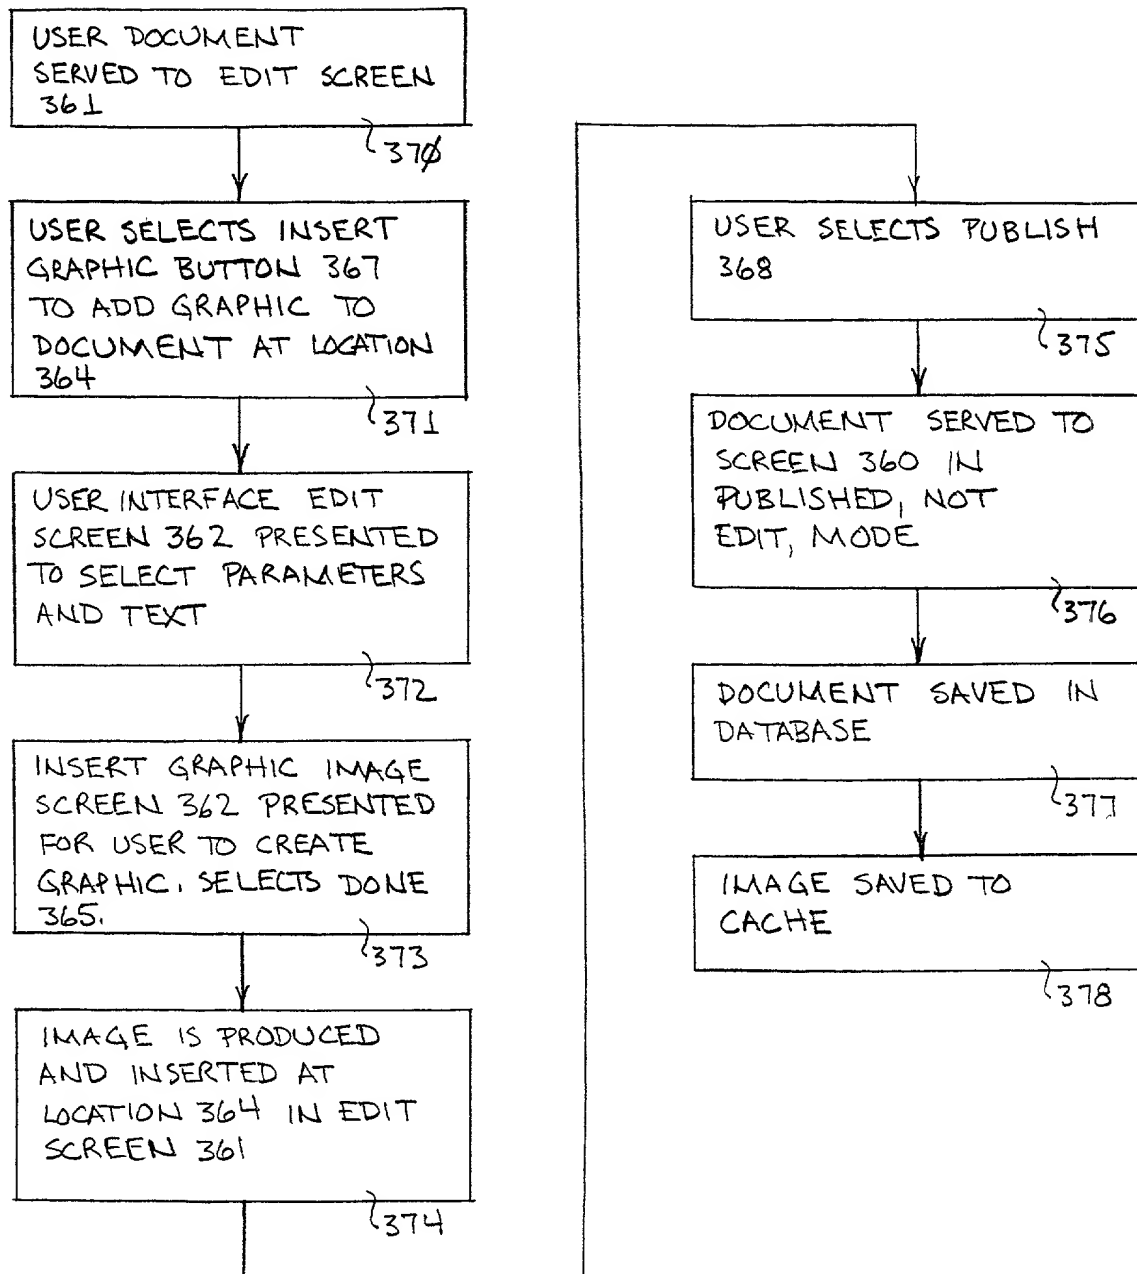 USER DOCUMENT
SERVED TO EDIT SCREEN
361
370
USER SELECTS INSERT
GRAPHIC BUTTON 367
TO ADD GRAPHIC TO
DOCUMENT AT LOCATION
364
371
USER INTERFACE EDIT
SCREEN 362 PRESENTED
TO SELECT PARAMETERS
AND TEXT
372
INSERT GRAPHIC IMAGE
SCREEN 362 PRESENTED
FOR USER TO CREATE
GRAPHIC. SELECTS DONE
365.
373
IMAGE IS PRODUCED
AND INSERTED AT
LOCATION 364 IN EDIT
SCREEN 361
374
USER SELECTS PUBLISH
368
375
DOCUMENT SERVED TO
SCREEN 360 IN
PUBLISHED, NOT
EDIT, MODE
376
DOCUMENT SAVED IN
DATABASE
377
IMAGE SAVED TO
CACHE
378